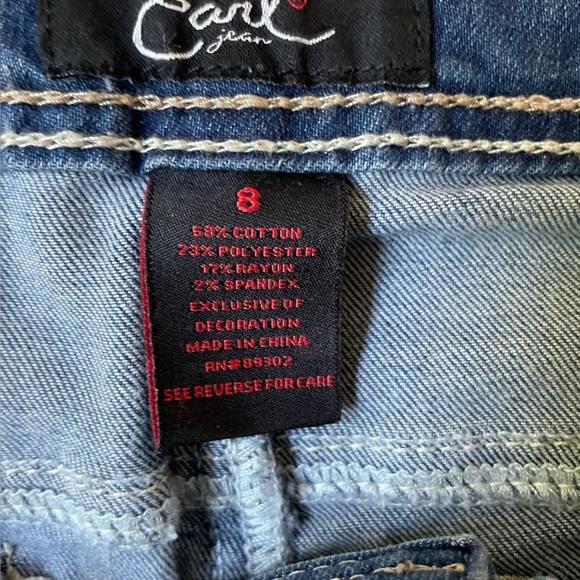 Earl
jean
8
58% COTTON
23% POLYESTER
17% RAYON
2% SPANDEX
EXCLUSIVE OF
DECORATION
MADE IN CHINA
RN#89302
SEE REVERSE FOR CARE